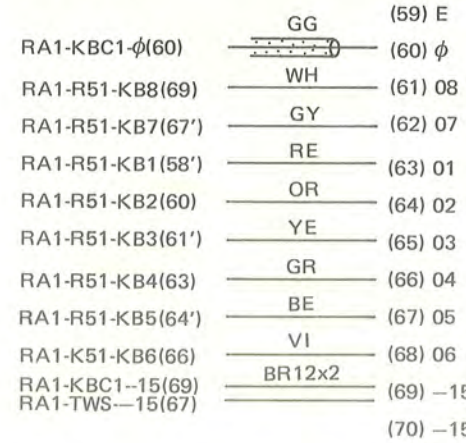 (59) E
GG
RA1-KBC1-ϕ(60) (60) ϕ
WH
RA1-R51-KB8(69) (61) 08
GY
RA1-R51-KB7(67') (62) 07
RE
RA1-R51-KB1(58') (63) 01
OR
RA1-R51-KB2(60) (64) 02
YE
RA1-R51-KB3(61') (65) 03
GR
RA1-R51-KB4(63) (66) 04
BE
RA1-R51-KB5(64') (67) 05
VI
RA1-K51-KB6(66) (68) 06
BR12x2
RA1-KBC1--15(69) (69) —15
RA1-TWS-—15(67)
(70) —15